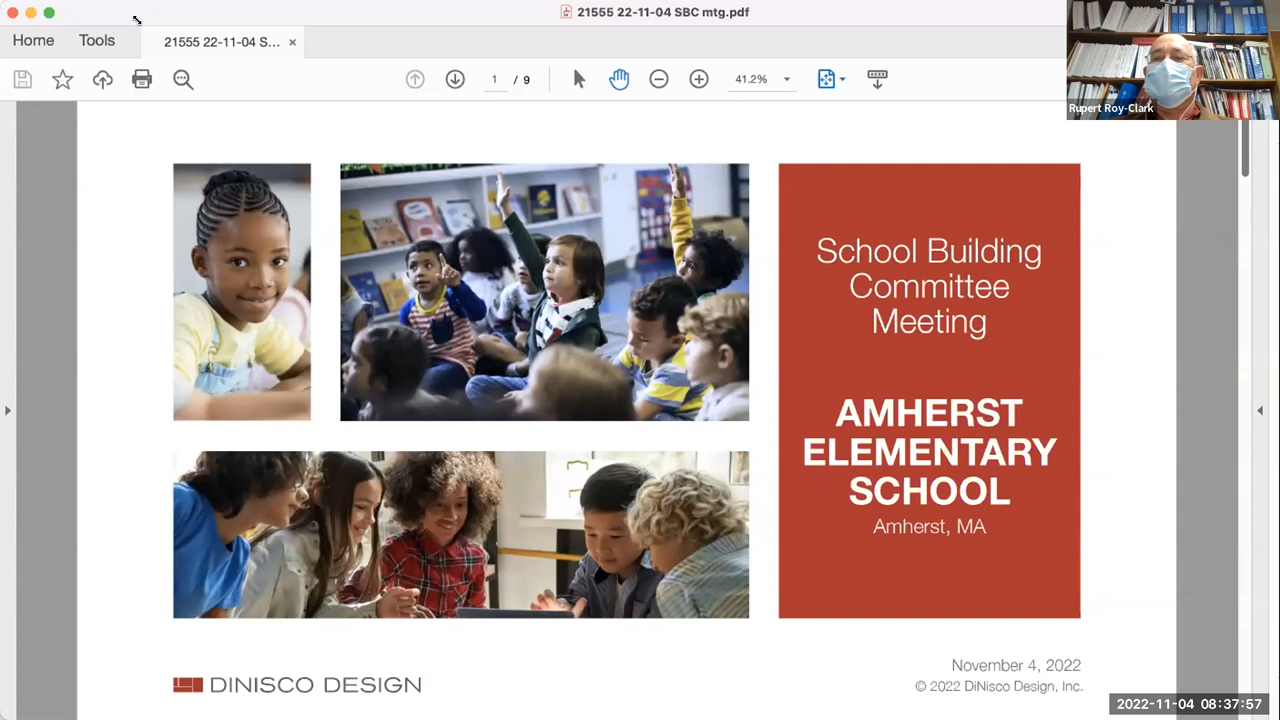 21555 22-11-04 SBC mtg.pdf
Home
Tools
21555 22-11-04 S...
1
/ 9
41.2%
Rupert Roy-Clark
School Building
Committee
Meeting
AMHERST
ELEMENTARY
SCHOOL
Amherst, MA
DINISCO DESIGN
November 4, 2022
© 2022 DiNisco Design, Inc.
2022-11-04 08:37:57